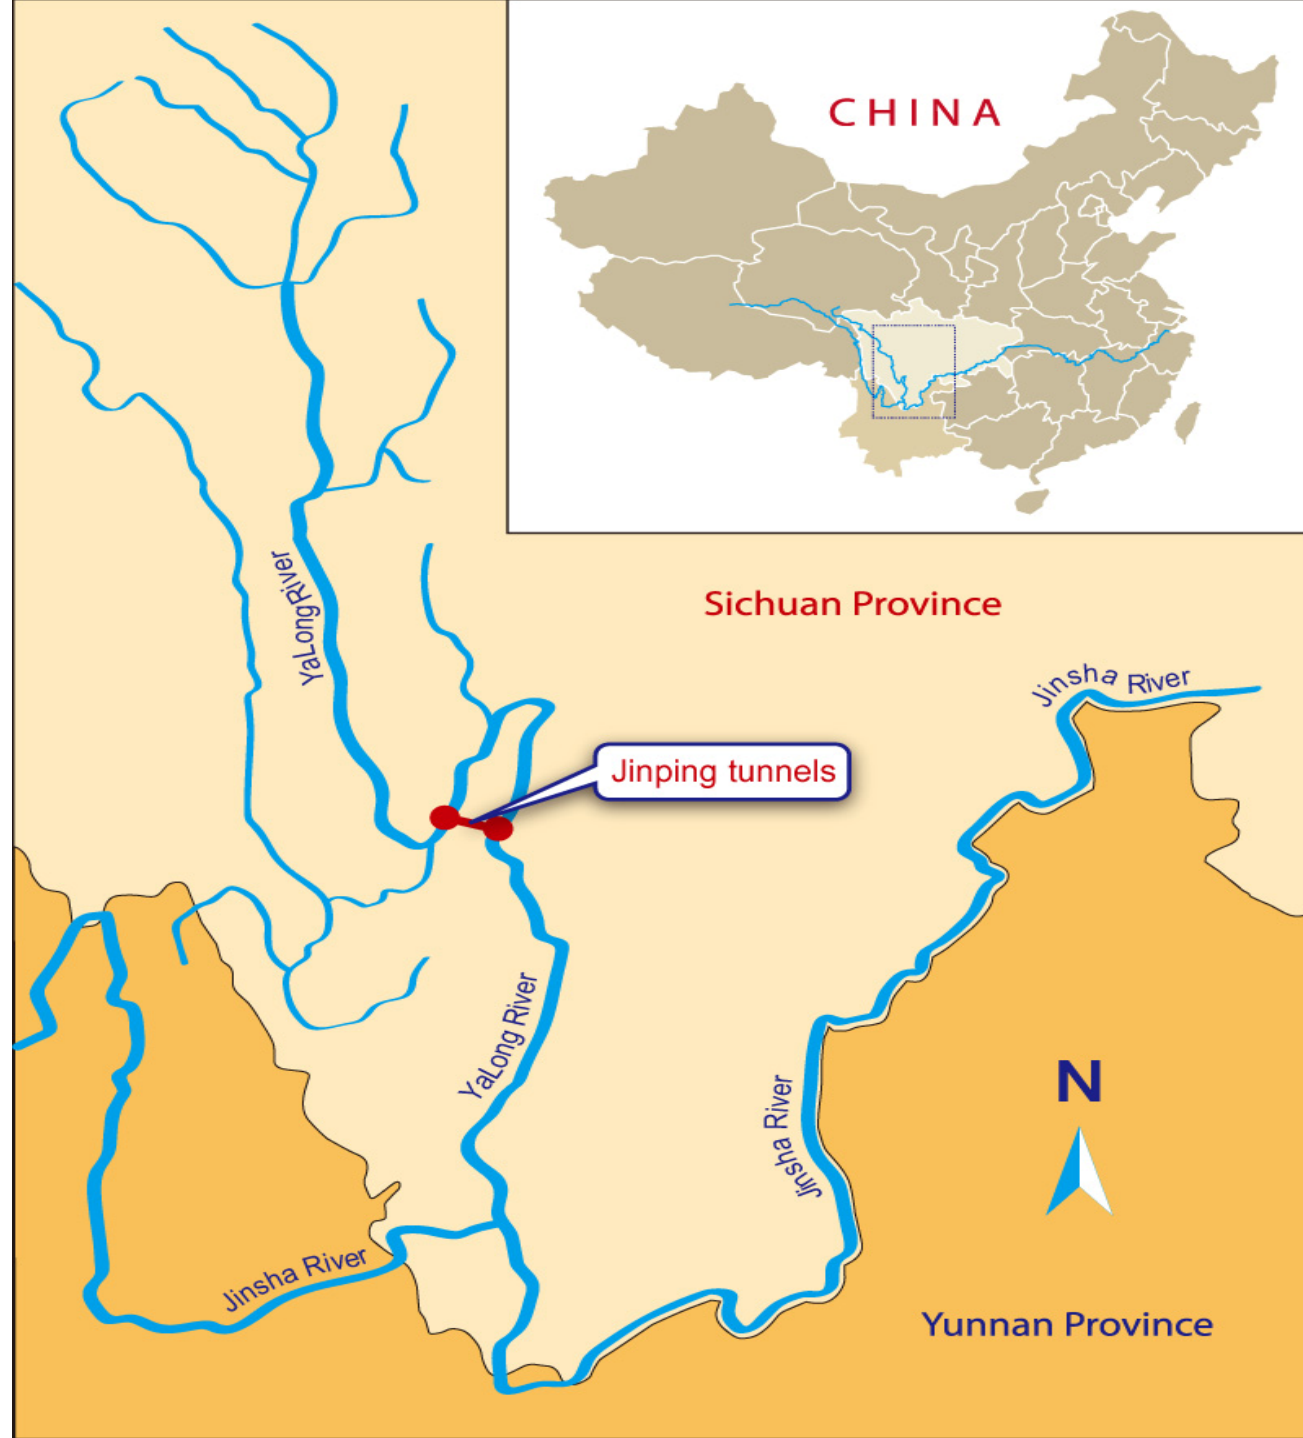 CHINA
YaLongRiver
Sichuan Province
Jinsha River
Jinping tunnels
YaLong River
Jinsha River
N
Jinsha River
Yunnan Province